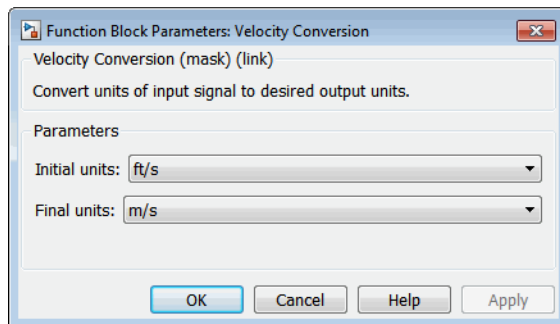 Function Block Parameters: Velocity Conversion
Velocity Conversion (mask) (link)
Convert units of input signal to desired output units.
Parameters
Initial units: ft/s
Final units: m/s
OK Cancel Help Apply